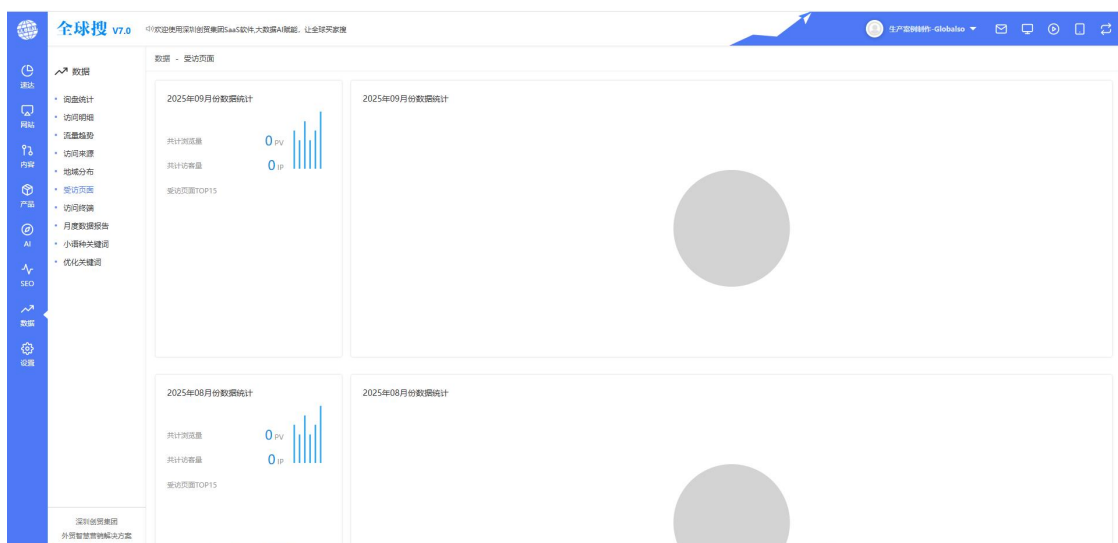 全球搜 V7.0
欢迎使用深圳创贸集团SaaS软件,大数据AI赋能，让全球买家搜
生产案例制作-Globalso
速达
网站
内容
产品
AI
SEO
数据
设置
数据
询盘统计
访问明细
流量趋势
访问来源
地域分布
受访页面
访问终端
月度数据报告
小语种关键词
优化关键词
深圳创贸集团
外贸智慧营销解决方案
数据 - 受访页面
2025年09月份数据统计
共计浏览量 0 PV
共计访客量 0 IP
受访页面TOP15
2025年09月份数据统计
2025年08月份数据统计
共计浏览量 0 PV
共计访客量 0 IP
受访页面TOP15
2025年08月份数据统计